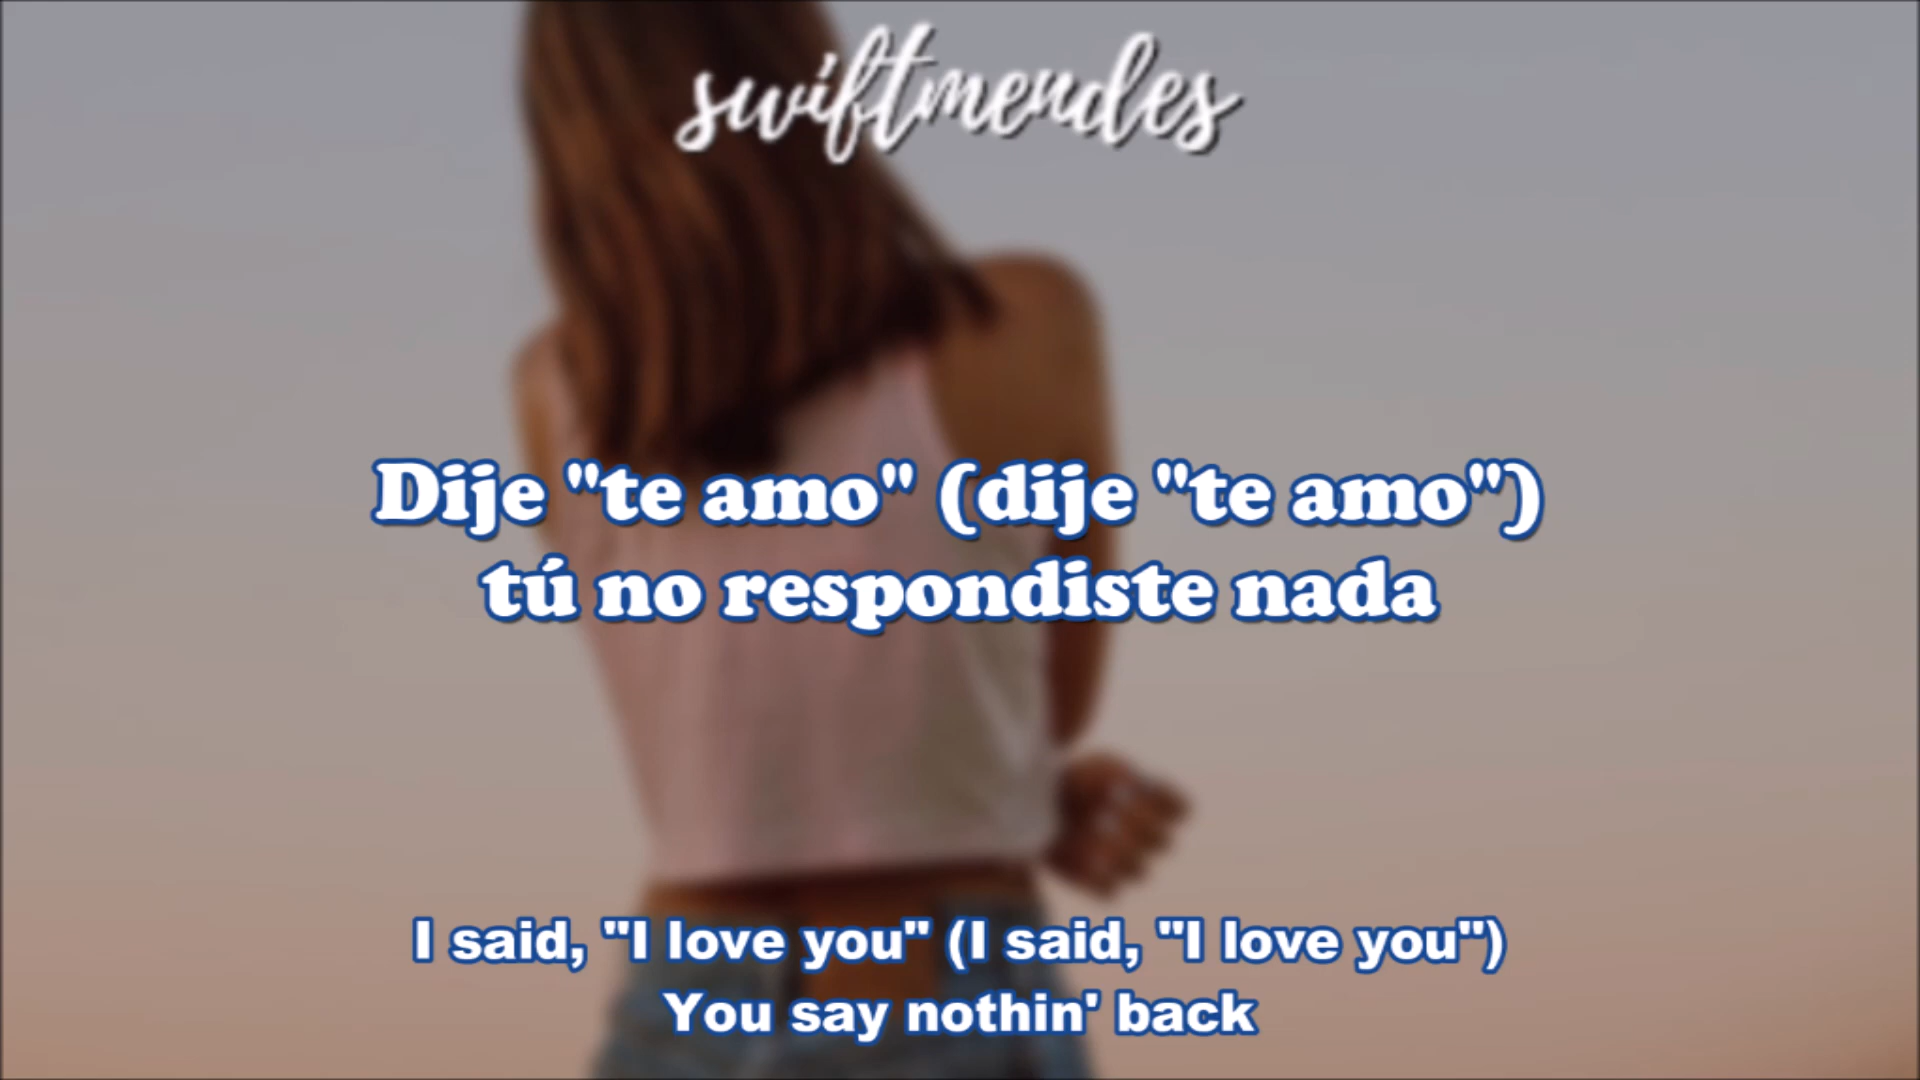 swiftmendes
Dije "te amo" (dije "te amo")
tú no respondiste nada
I said, "I love you" (I said, "I love you")
You say nothin' back